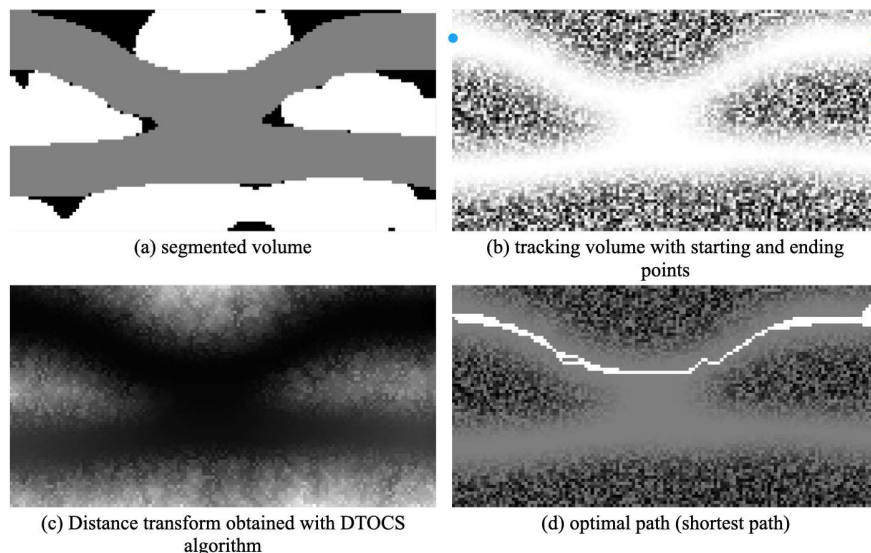 (a) segmented volume
(b) tracking volume with starting and ending
points
(c) Distance transform obtained with DTOCS
algorithm
(d) optimal path (shortest path)